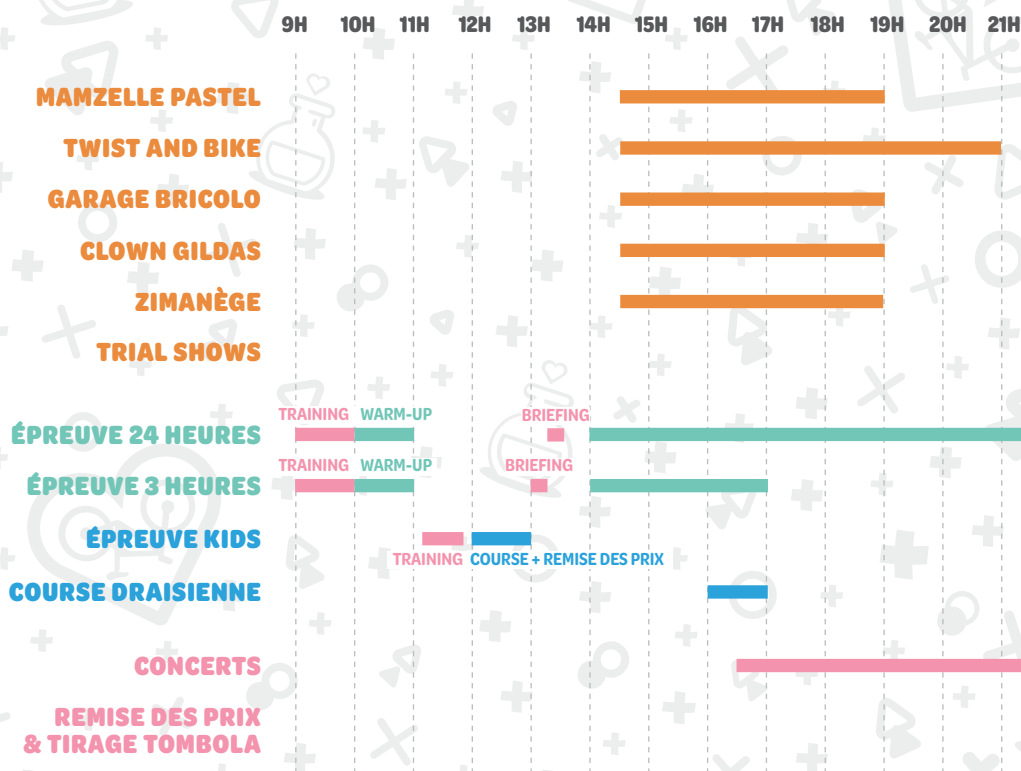 9H 10H 11H 12H 13H 14H 15H 16H 17H 18H 19H 20H 21H
MAMZELLE PASTEL
TWIST AND BIKE
GARAGE BRICOLO
CLOWN GILDAS
ZIMANÈGE
TRIAL SHOWS
TRAINING WARM-UP BRIEFING
ÉPREUVE 24 HEURES
TRAINING WARM-UP BRIEFING
ÉPREUVE 3 HEURES
ÉPREUVE KIDS
TRAINING COURSE + REMISE DES PRIX
COURSE DRAISIENNE
CONCERTS
REMISE DES PRIX
& TIRAGE TOMBOLA